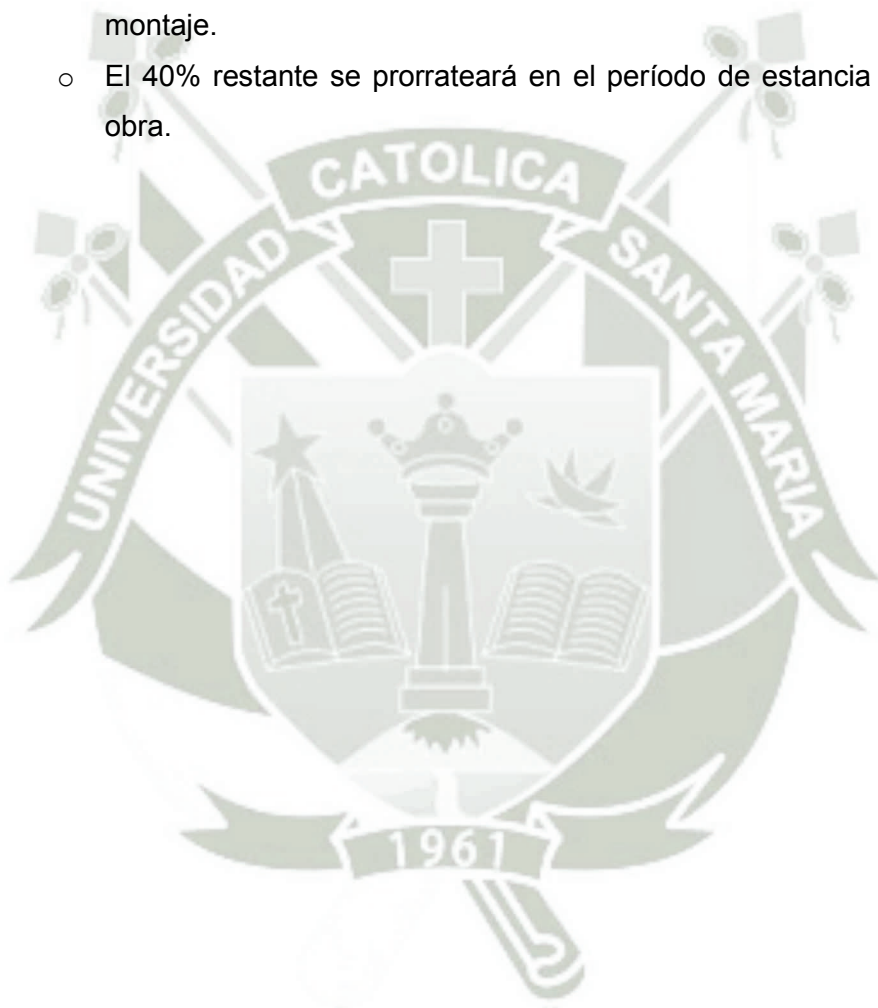 montaje.
o El 40% restante se prorrateará en el período de estancia
obra.
UNIVERSIDAD CATOLICA SANTA MARIA
1961